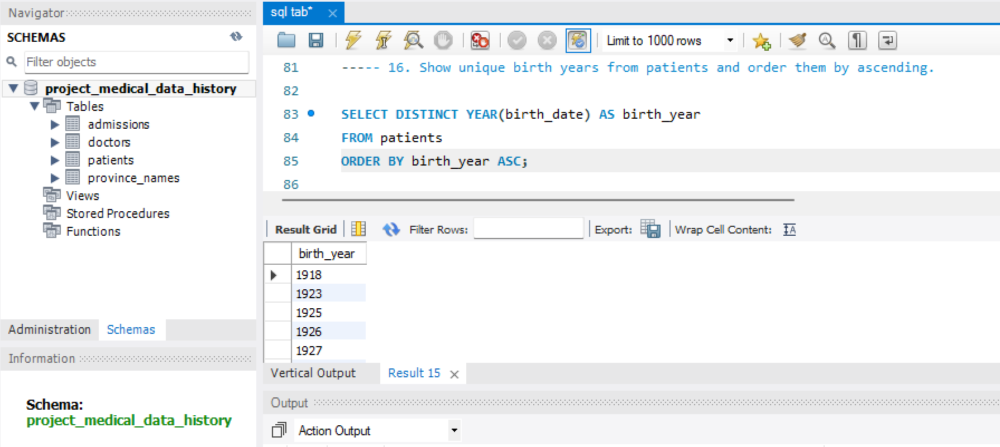 Navigator
SCHEMAS
Filter objects
project_medical_data_history
Tables
admissions
doctors
patients
province_names
Views
Stored Procedures
Functions
Administration Schemas
Information
Schema:
project_medical_data_history
sql tab*
Limit to 1000 rows
81 ----- 16. Show unique birth years from patients and order them by ascending.
82
83 SELECT DISTINCT YEAR(birth_date) AS birth_year
84 FROM patients
85 ORDER BY birth_year ASC;
86
Result Grid Filter Rows: Export: Wrap Cell Content:
birth_year
1918
1923
1925
1926
1927
Vertical Output Result 15
Output
Action Output